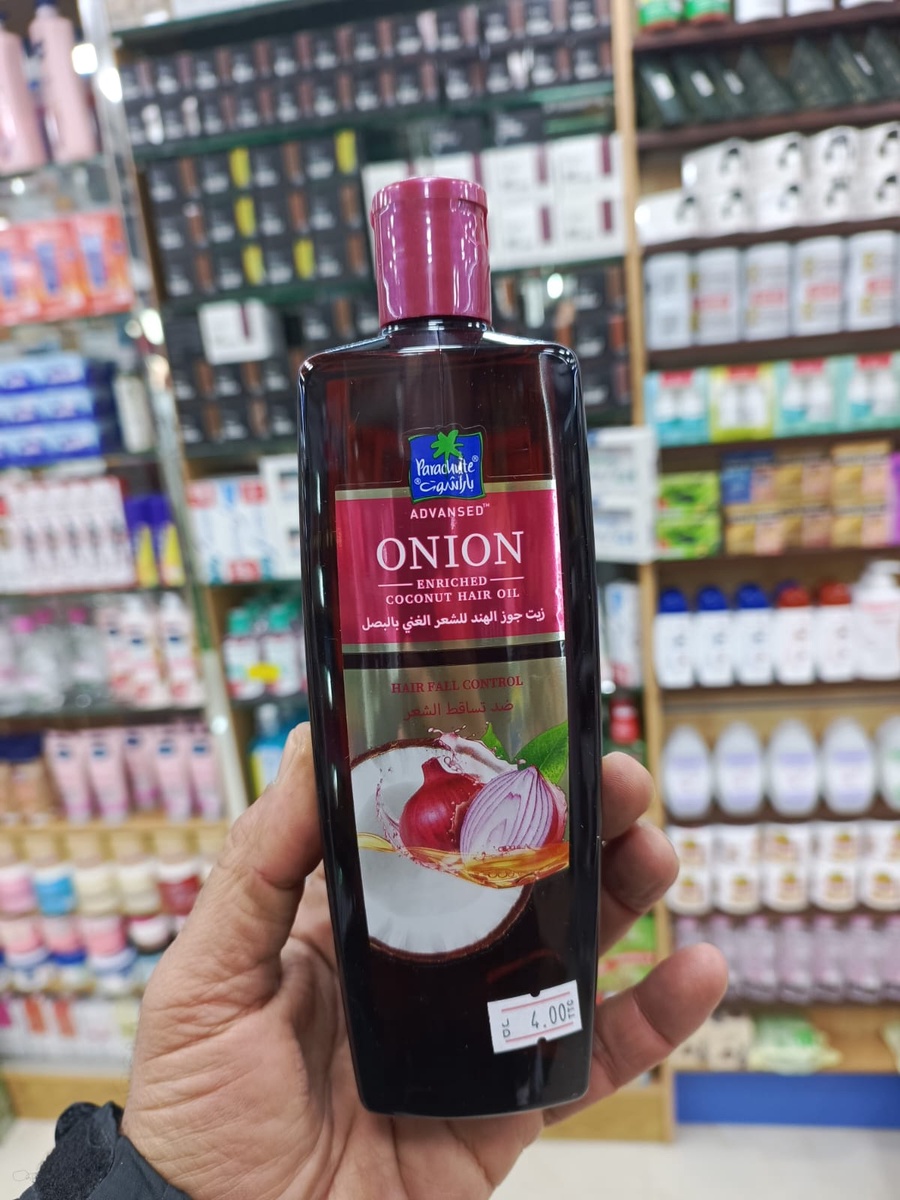 Parachute®
®باراشوت
ADVANSED™
ONION
ENRICHED
COCONUT HAIR OIL
زيت جوز الهند للشعر الغني بالبصل
HAIR FALL CONTROL
ضد تساقط الشعر
4.00